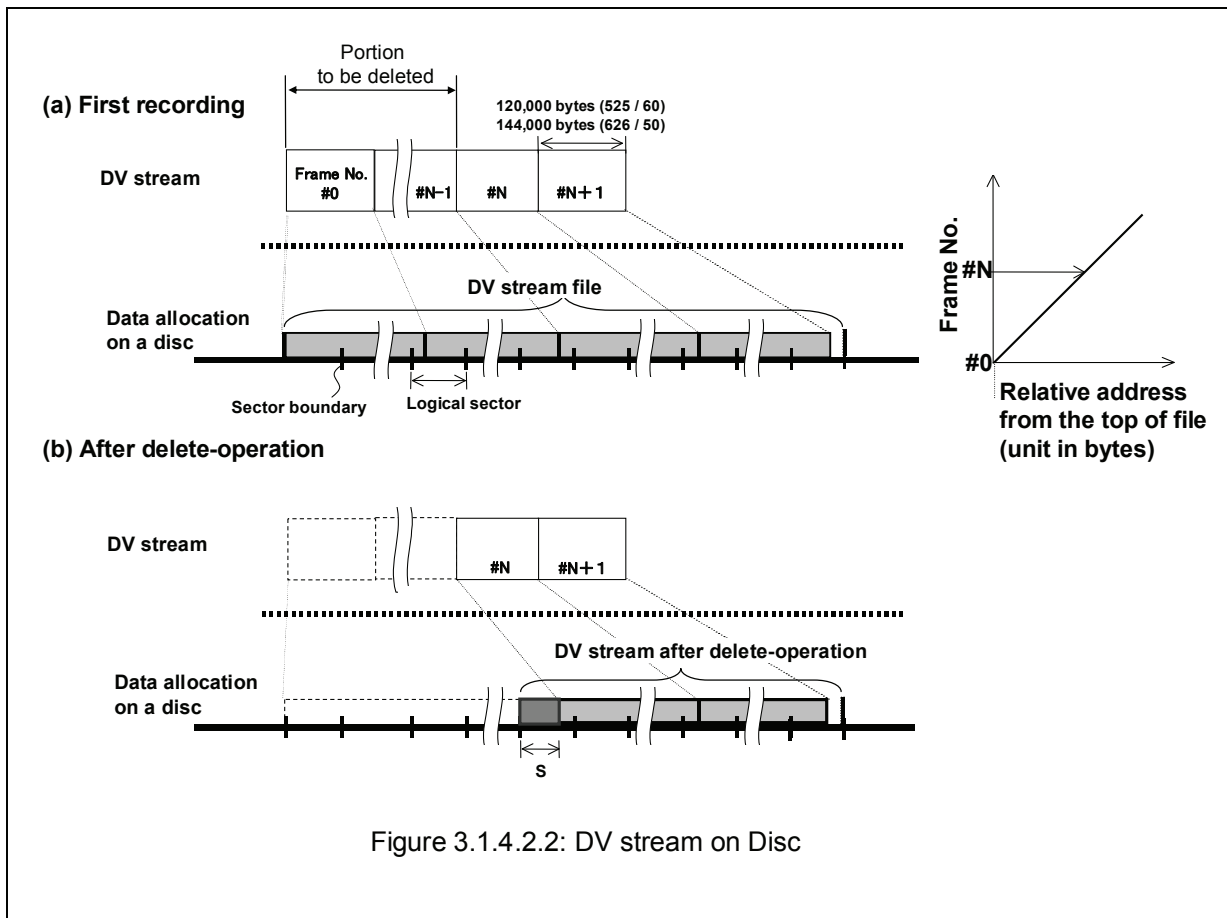 Portion
to be deleted
(a) First recording
120,000 bytes (525 / 60)
144,000 bytes (626 / 50)
DV stream
Frame No.
#0
#N−1
#N
#N+1
DV stream file
Data allocation
on a disc
Sector boundary
Logical sector
Frame No.
#N
#0
Relative address
from the top of file
(unit in bytes)
(b) After delete-operation
DV stream
#N
#N+1
DV stream after delete-operation
Data allocation
on a disc
S
Figure 3.1.4.2.2: DV stream on Disc